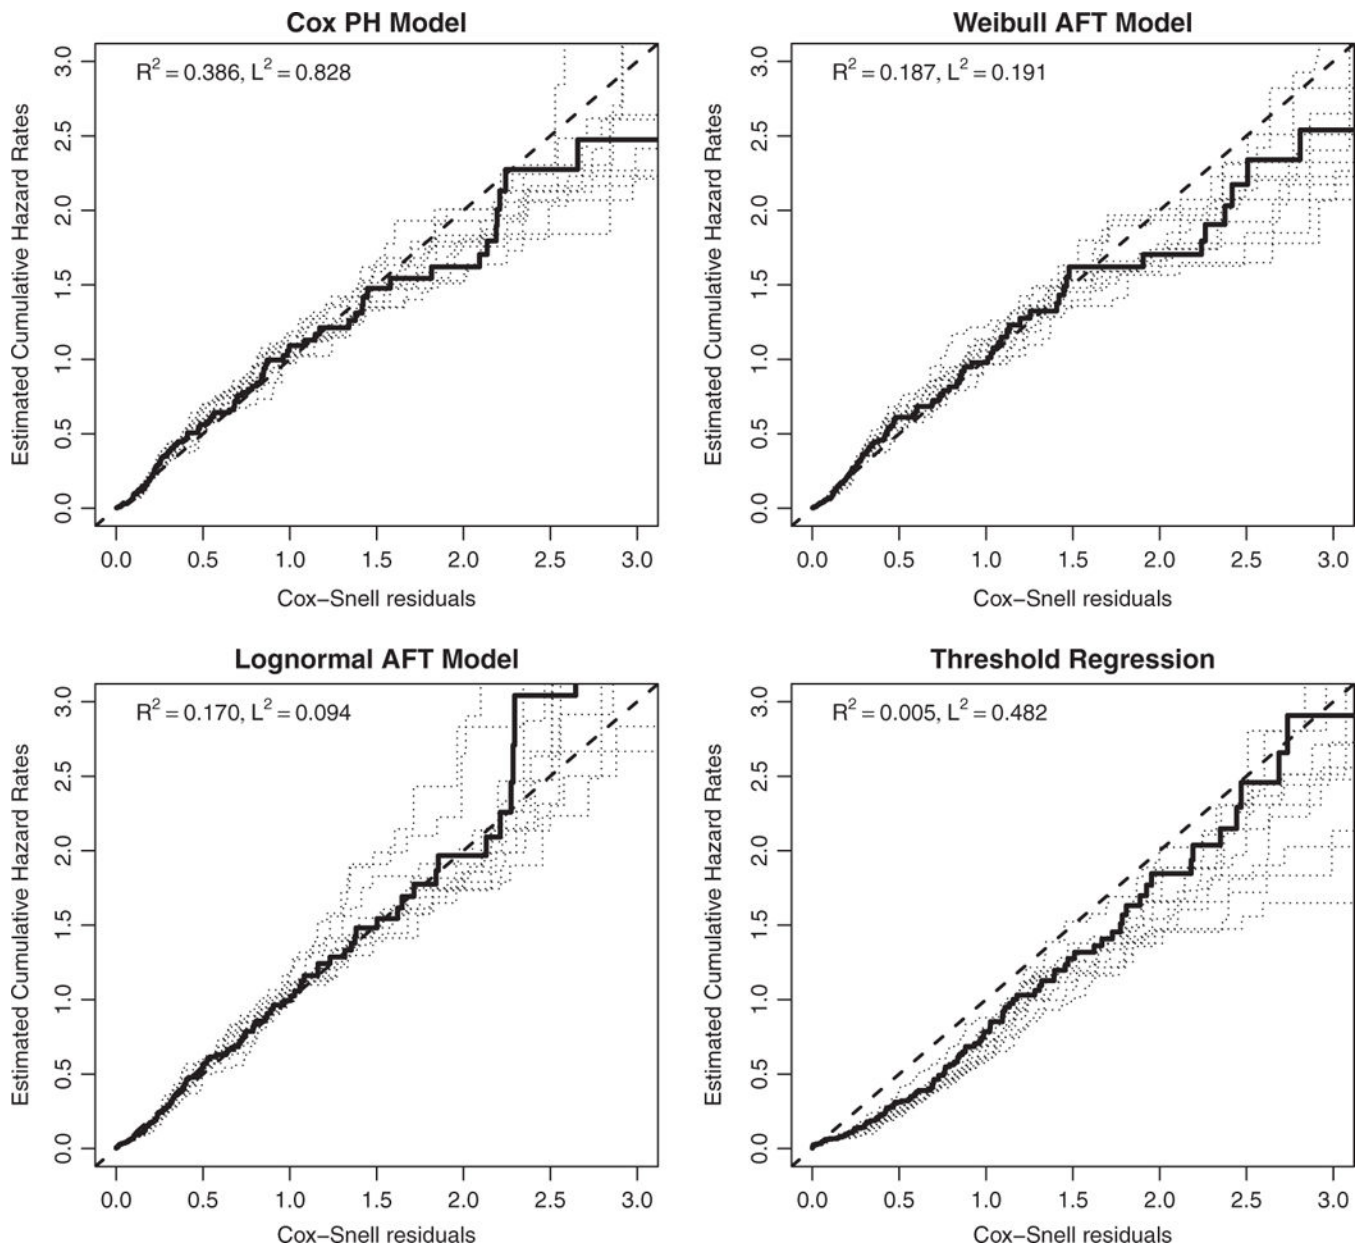 Cox PH Model
R² = 0.386, L² = 0.828
Estimated Cumulative Hazard Rates
0.0 0.5 1.0 1.5 2.0 2.5 3.0
0.0 0.5 1.0 1.5 2.0 2.5 3.0
Cox−Snell residuals
Weibull AFT Model
R² = 0.187, L² = 0.191
Estimated Cumulative Hazard Rates
0.0 0.5 1.0 1.5 2.0 2.5 3.0
0.0 0.5 1.0 1.5 2.0 2.5 3.0
Cox−Snell residuals
Lognormal AFT Model
R² = 0.170, L² = 0.094
Estimated Cumulative Hazard Rates
0.0 0.5 1.0 1.5 2.0 2.5 3.0
0.0 0.5 1.0 1.5 2.0 2.5 3.0
Cox−Snell residuals
Threshold Regression
R² = 0.005, L² = 0.482
Estimated Cumulative Hazard Rates
0.0 0.5 1.0 1.5 2.0 2.5 3.0
0.0 0.5 1.0 1.5 2.0 2.5 3.0
Cox−Snell residuals